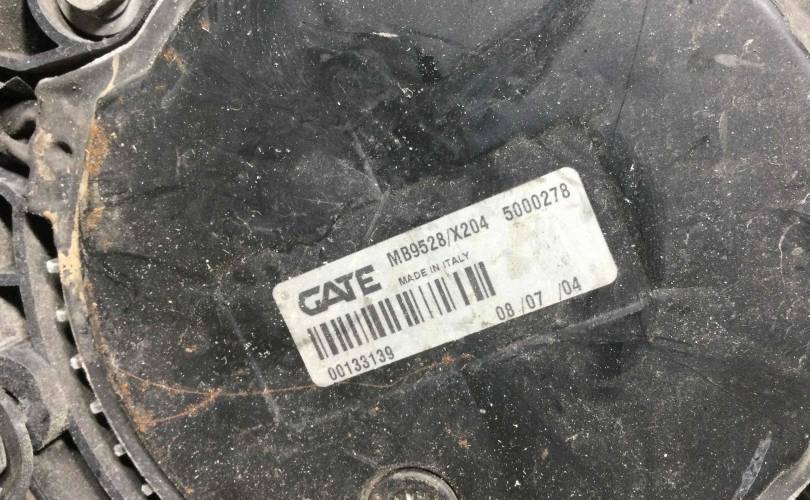 MB9528/X204 5000278
GATE MADE IN ITALY
08/07/04
00133139